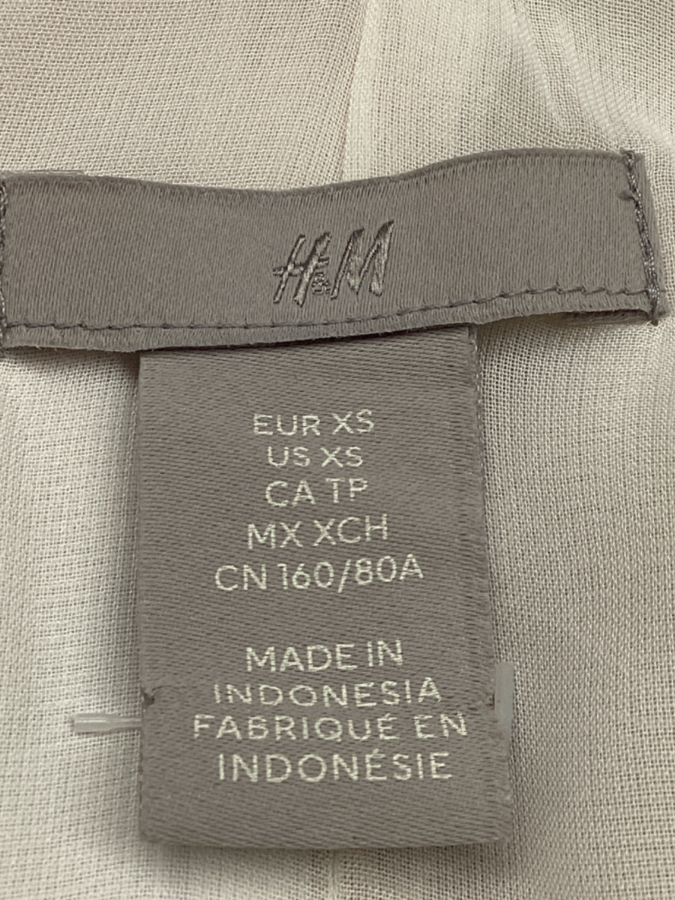 H&M
EUR XS
US XS
CA TP
MX XCH
CN 160/80A
MADE IN
INDONESIA
FABRIQUÉ EN
INDONÉSIE